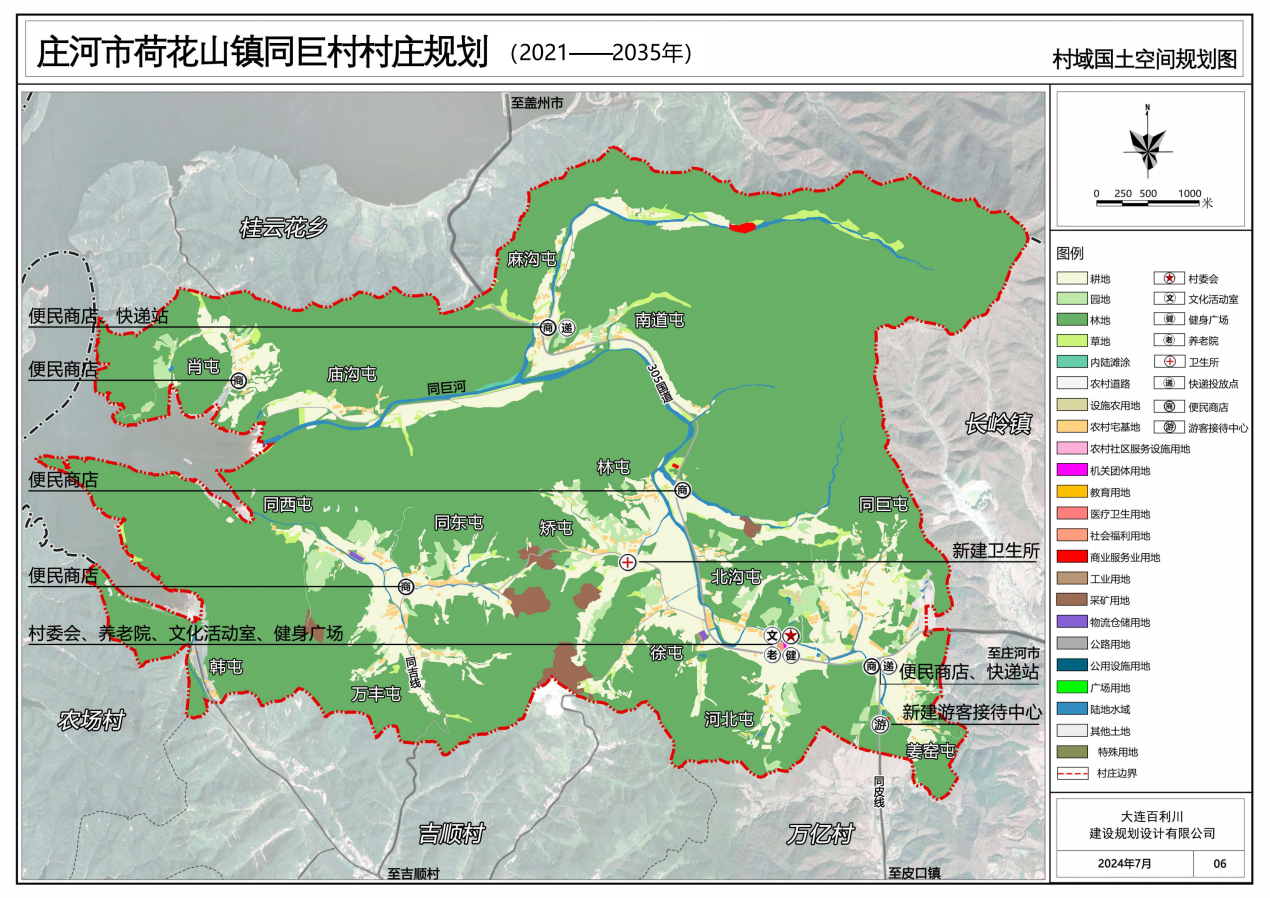 庄河市荷花山镇同巨村村庄规划 （2021——2035年）
村域国土空间规划图
至盖州市
N
0 250 500 1000 米
桂云花乡
麻沟屯
便民商店、快递站
商 递
南道屯
便民商店
肖屯
商
庙沟屯
同巨河
305国道
长岭镇
林屯
便民商店
商
同西屯
同东屯
矫屯
同巨屯
新建卫生所
便民商店
商
北沟屯
村委会、养老院、文化活动室、健身广场
文
老 健
徐屯
至庄河市
韩屯
同吉线
商 递
便民商店、快递站
万丰屯
农场村
河北屯
新建游客接待中心
游
姜窑屯
同皮线
吉顺村
万亿村
至吉顺村
至皮口镇
图例
耕地
园地
林地
草地
内陆滩涂
农村道路
设施农用地
农村宅基地
农村社区服务设施用地
机关团体用地
教育用地
医疗卫生用地
社会福利用地
商业服务业用地
工业用地
采矿用地
物流仓储用地
公路用地
公用设施用地
广场用地
陆地水域
其他土地
特殊用地
村庄边界
村委会
文 文化活动室
健 健身广场
老 养老院
卫生所
递 快递投放点
商 便民商店
游 游客接待中心
大连百利川
建设规划设计有限公司
2024年7月 06